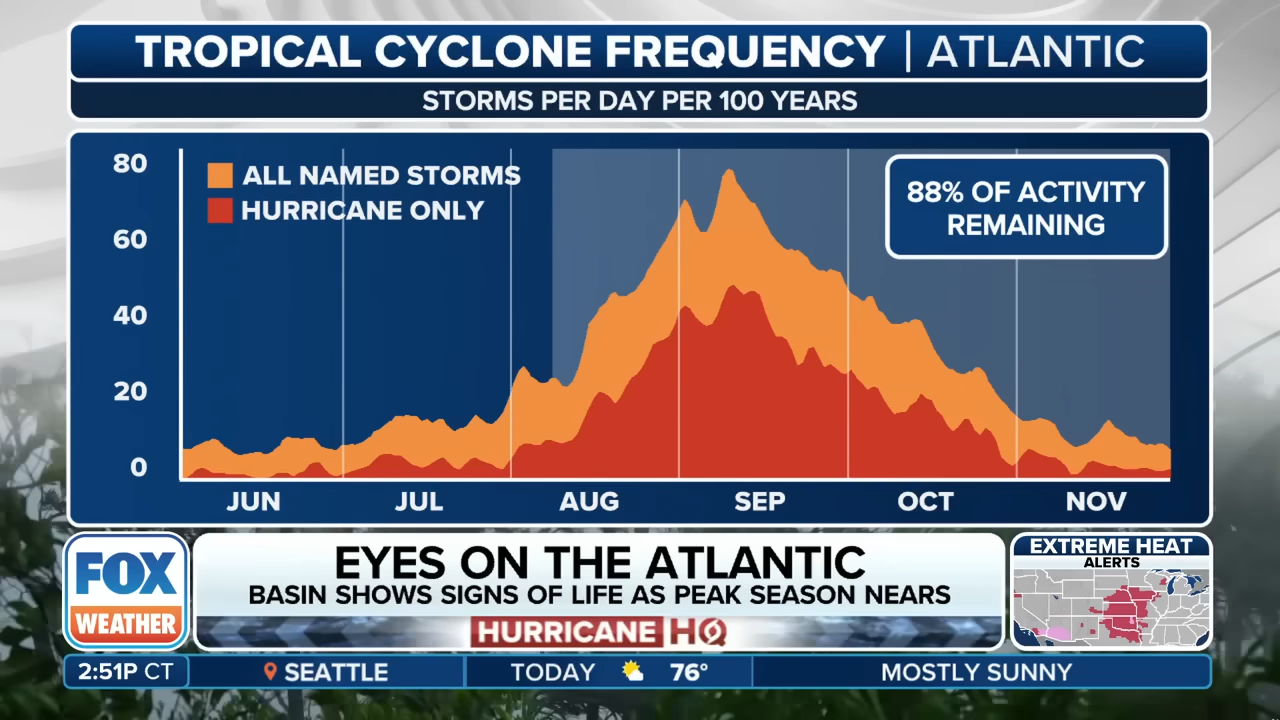 TROPICAL CYCLONE FREQUENCY | ATLANTIC
STORMS PER DAY PER 100 YEARS
80
60
40
20
0
ALL NAMED STORMS
HURRICANE ONLY
88% OF ACTIVITY
REMAINING
JUN JUL AUG SEP OCT NOV
FOX
WEATHER
EYES ON THE ATLANTIC
BASIN SHOWS SIGNS OF LIFE AS PEAK SEASON NEARS
HURRICANE HQ
EXTREME HEAT
ALERTS
2:51P CT
SEATTLE
TODAY 76°
MOSTLY SUNNY